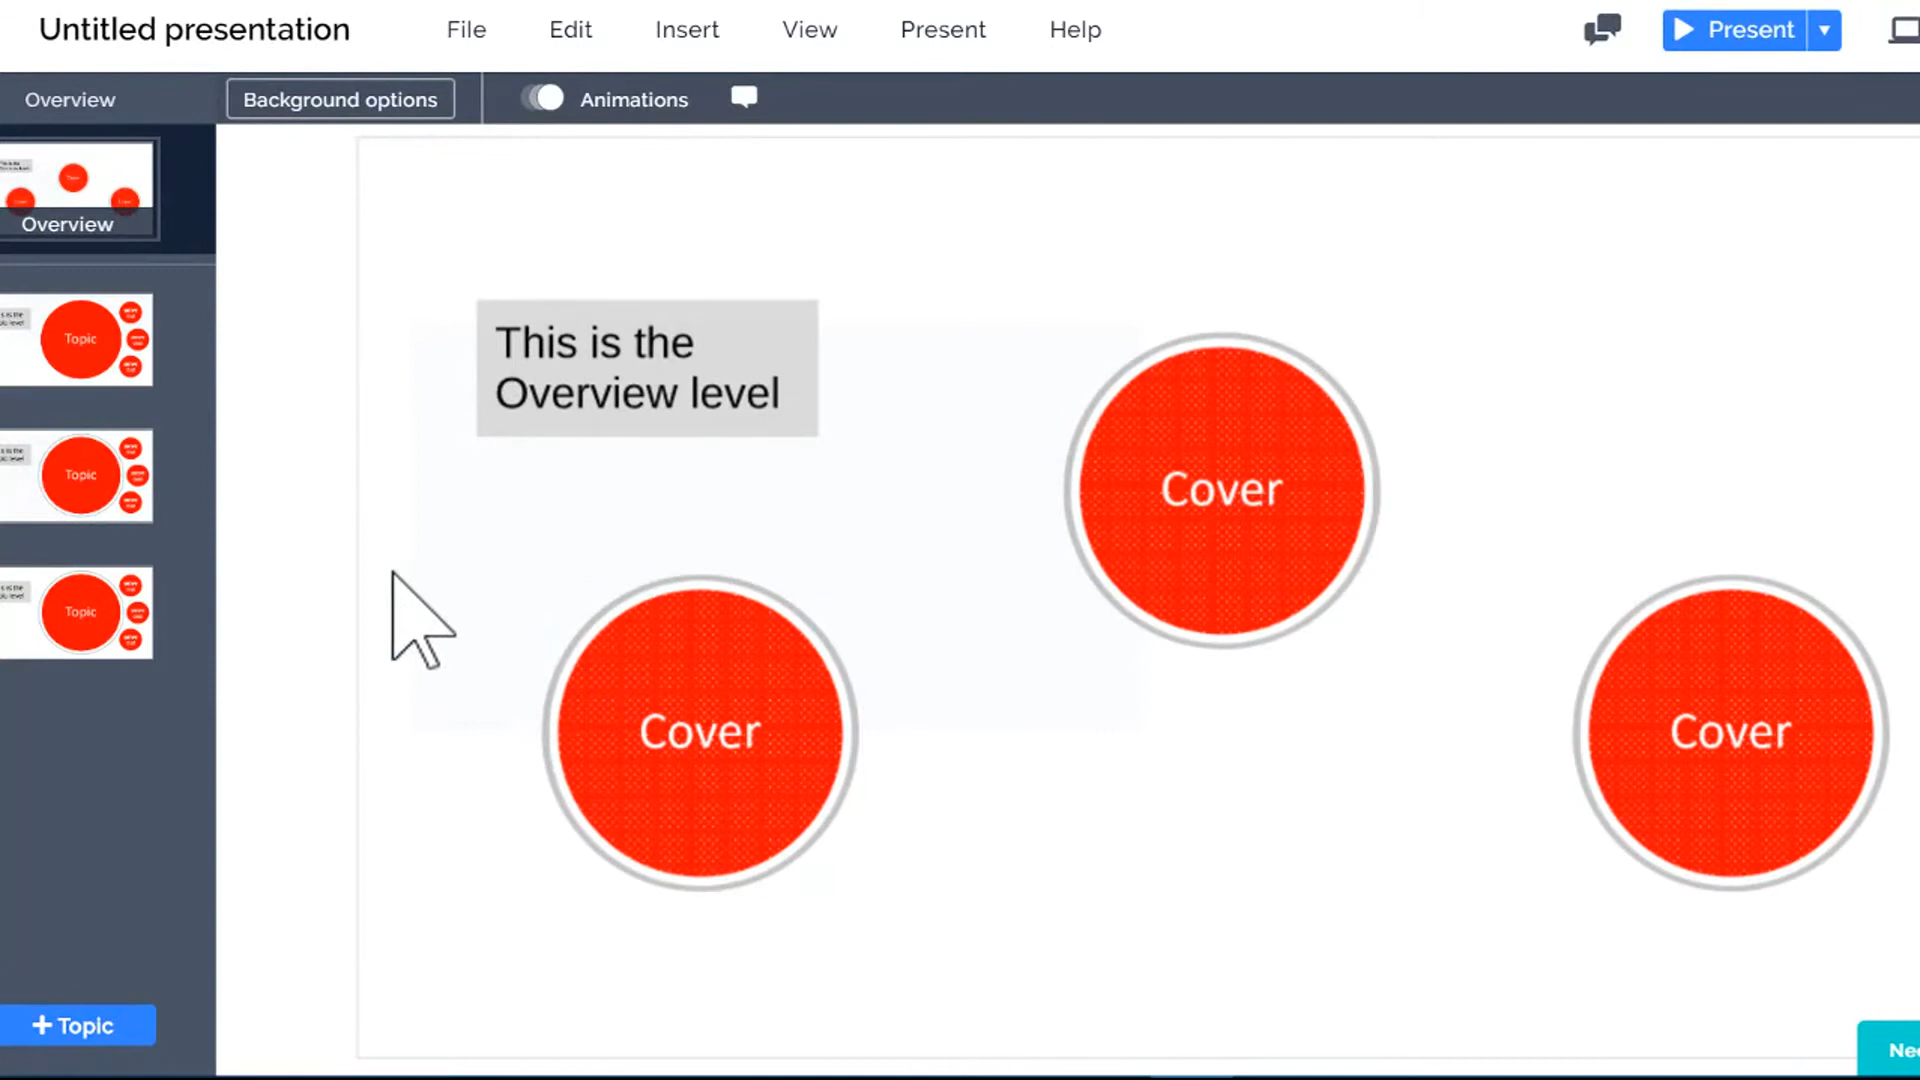 Untitled presentation
File
Edit
Insert
View
Present
Help
Present
Overview
Background options
Animations
Overview
Topic
Topic
Topic
+ Topic
This is the
Overview level
Cover
Cover
Cover